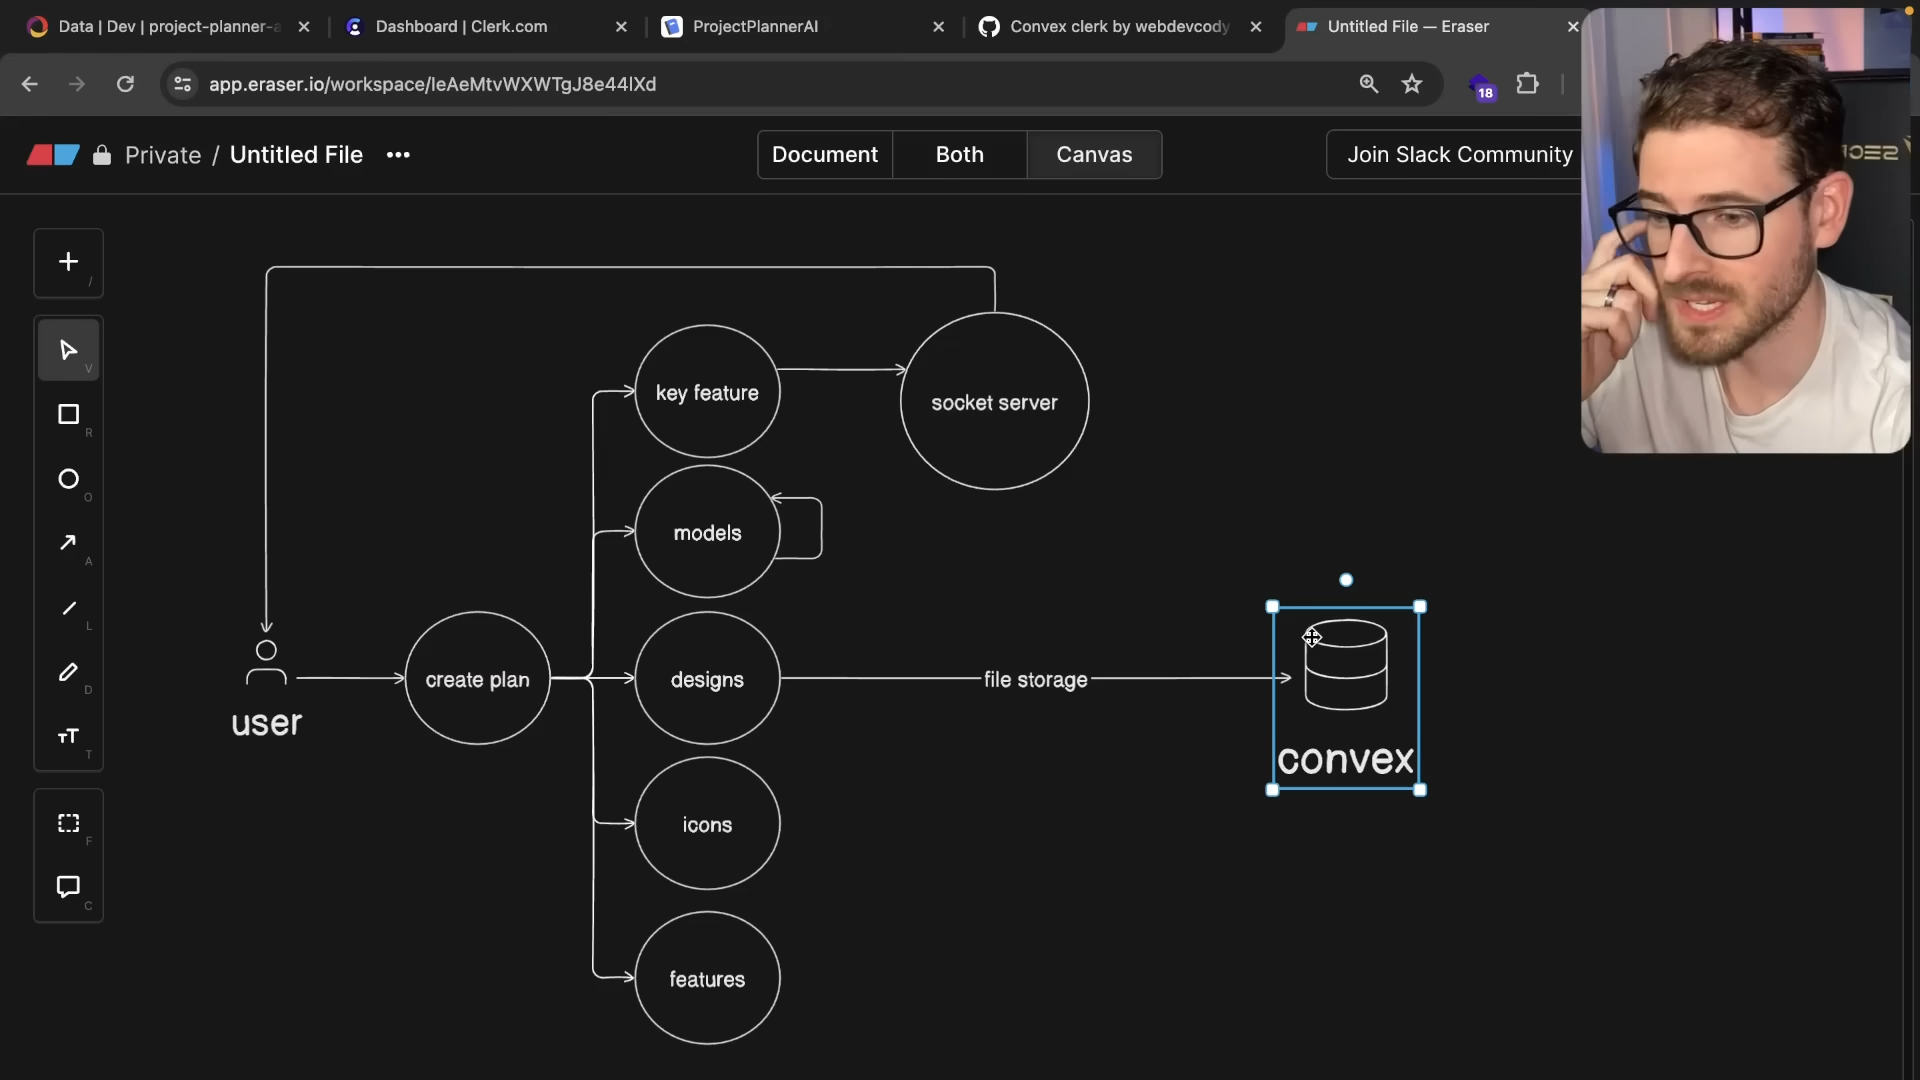 Data | Dev | project-planner-a
Dashboard | Clerk.com
ProjectPlannerAI
Convex clerk by webdevcody
Untitled File — Eraser
app.eraser.io/workspace/leAeMtvWXWTgJ8e44lXd
18
Private / Untitled File
Document
Both
Canvas
Join Slack Community
/
V
R
O
A
L
D
T
F
C
key feature
socket server
models
user
create plan
designs
file storage
convex
icons
features